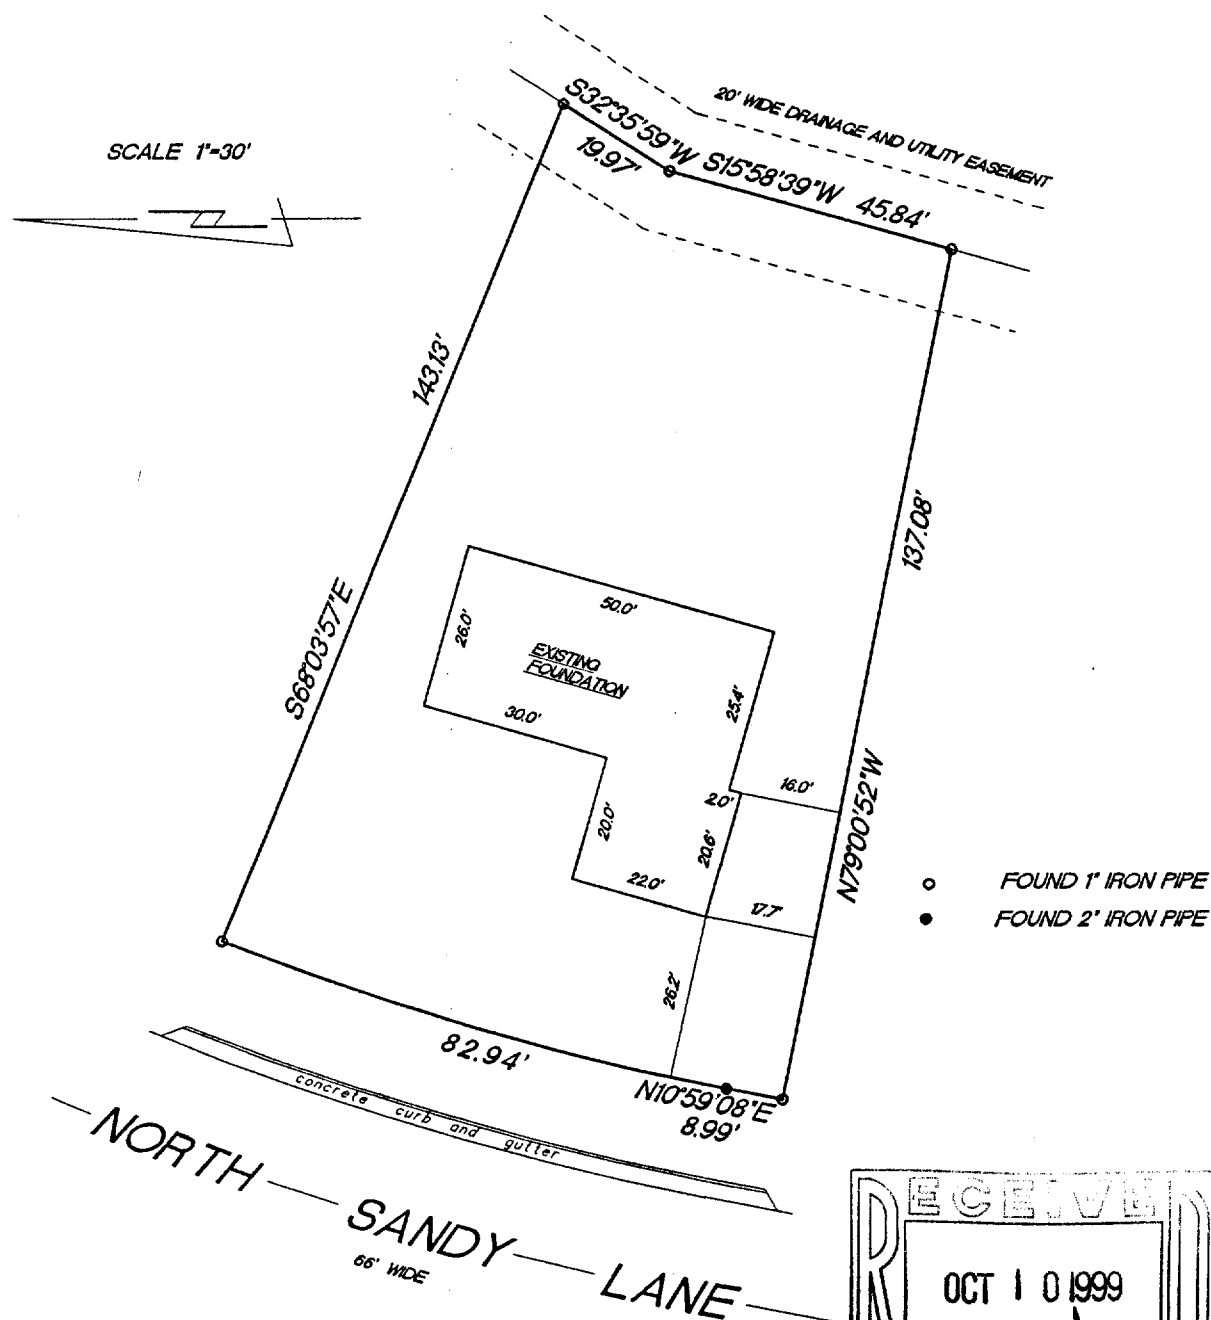 S32°35'59"W
19.97'
S15°58'39"W 45.84'
20' WIDE DRAINAGE AND UTILITY EASEMENT
SCALE 1"=30'
143.13'
S68°03'57"E
137.08'
N79°00'52"W
50.0'
26.0'
EXISTING
FOUNDATION
25.4'
30.0'
16.0'
2.0'
20.0'
20.6'
22.0'
17.7'
26.2'
○ FOUND 1" IRON PIPE
● FOUND 2" IRON PIPE
82.94'
N10°59'08"E
8.99'
concrete curb and gutter
NORTH SANDY LANE
66' WIDE
RECEIVED
OCT 10 1999